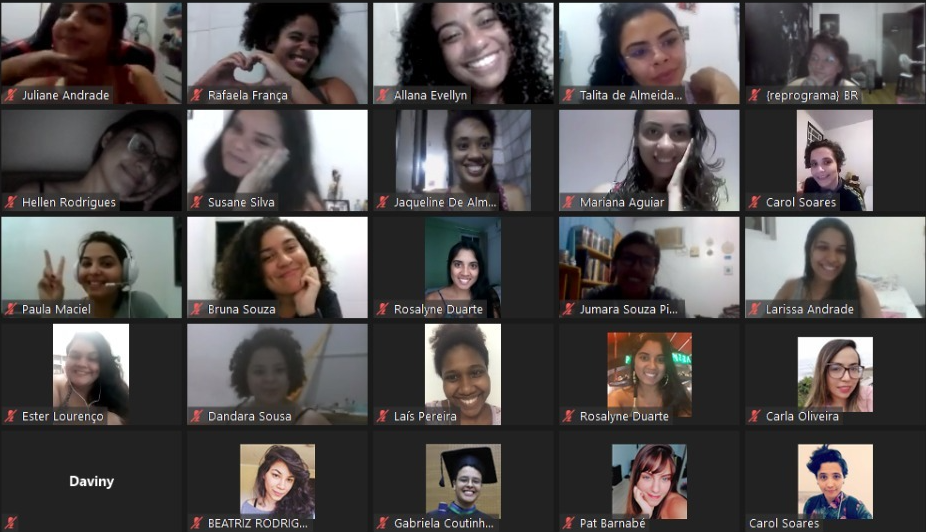 Juliane Andrade
Rafaela França
Allana Evellyn
Talita de Almeida...
{reprograma} BR
Hellen Rodrigues
Susane Silva
Jaqueline De Alm...
Mariana Aguiar
Carol Soares
Paula Maciel
Bruna Souza
Rosalyne Duarte
Jumara Souza Pi...
Larissa Andrade
Ester Lourenço
Dandara Sousa
Laís Pereira
Rosalyne Duarte
Carla Oliveira
Daviny
BEATRIZ RODRIG...
Gabriela Coutinh...
Pat Barnabé
Carol Soares